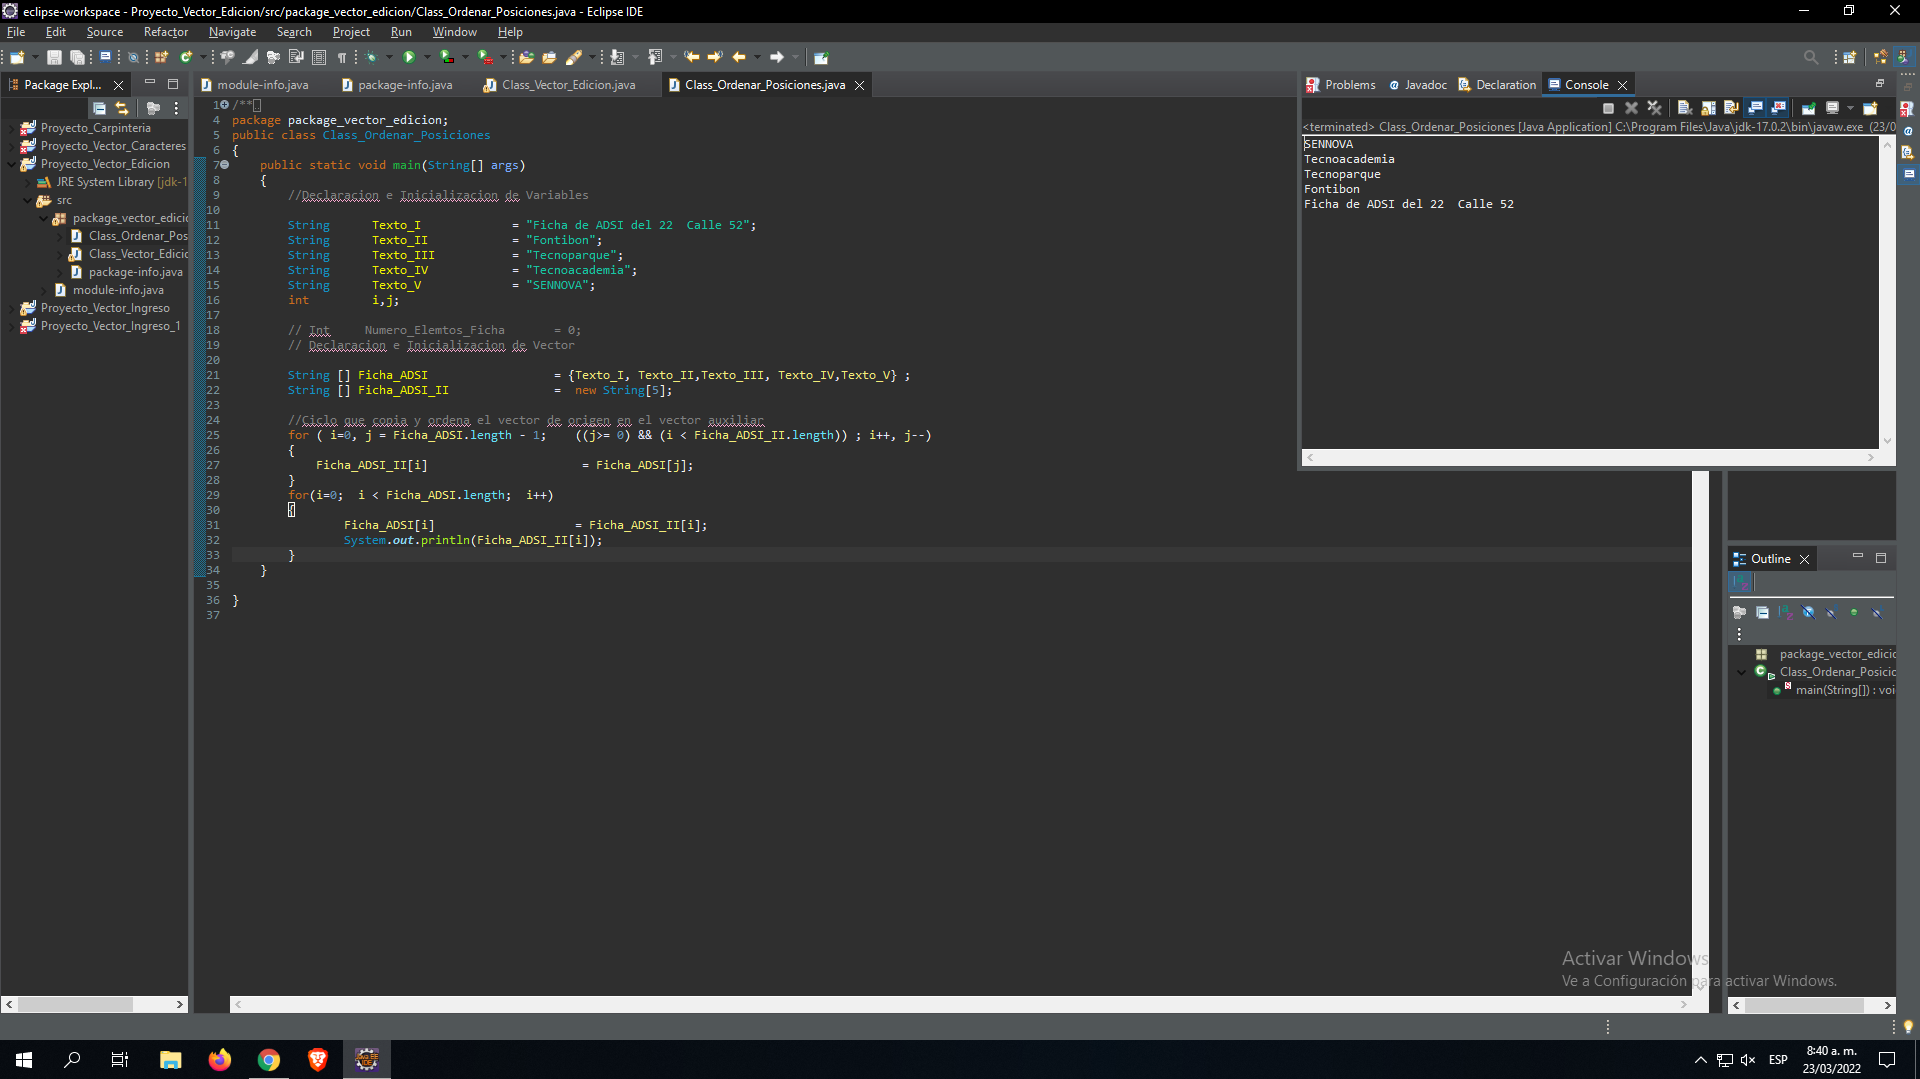 eclipse-workspace - Proyecto_Vector_Edicion/src/package_vector_edicion/Class_Ordenar_Posiciones.java - Eclipse IDE
File Edit Source Refactor Navigate Search Project Run Window Help
Package Expl...
Proyecto_Carpinteria
Proyecto_Vector_Caracteres
Proyecto_Vector_Edicion
JRE System Library [jdk-1
src
package_vector_edicic
Class_Ordenar_Pos
Class_Vector_Edicic
package-info.java
module-info.java
Proyecto_Vector_Ingreso
Proyecto_Vector_Ingreso_1
module-info.java package-info.java Class_Vector_Edicion.java Class_Ordenar_Posiciones.java
1 /**
4 package package_vector_edicion;
5 public class Class_Ordenar_Posiciones
6 {
7 public static void main(String[] args)
8 {
9 //Declaracion e Inicializacion de Variables
10
11 String Texto_I = "Ficha de ADSI del 22  Calle 52";
12 String Texto_II = "Fontibon";
13 String Texto_III = "Tecnoparque";
14 String Texto_IV = "Tecnoacademia";
15 String Texto_V = "SENNOVA";
16 int i,j;
17
18 // Int Numero_Elemtos_Ficha = 0;
19 // Declaracion e Inicializacion de Vector
20
21 String [] Ficha_ADSI = {Texto_I, Texto_II,Texto_III, Texto_IV,Texto_V} ;
22 String [] Ficha_ADSI_II = new String[5];
23
24 //Ciclo que copia y ordena el vector de origen en el vector auxiliar
25 for ( i=0, j = Ficha_ADSI.length - 1; ((j>= 0) && (i < Ficha_ADSI_II.length)) ; i++, j--)
26 {
27 Ficha_ADSI_II[i] = Ficha_ADSI[j];
28 }
29 for(i=0; i < Ficha_ADSI.length; i++)
30 {
31 Ficha_ADSI[i] = Ficha_ADSI_II[i];
32 System.out.println(Ficha_ADSI_II[i]);
33 }
34 }
35
36 }
37
Problems Javadoc Declaration Console
<terminated> Class_Ordenar_Posiciones [Java Application] C:\Program Files\Java\jdk-17.0.2\bin\javaw.exe (23/0
SENNOVA
Tecnoacademia
Tecnoparque
Fontibon
Ficha de ADSI del 22  Calle 52
Outline
package_vector_edicic
Class_Ordenar_Posicic
main(String[]) : voi
Activar Windows
Ve a Configuración para activar Windows.
ESP
8:40 a. m.
23/03/2022